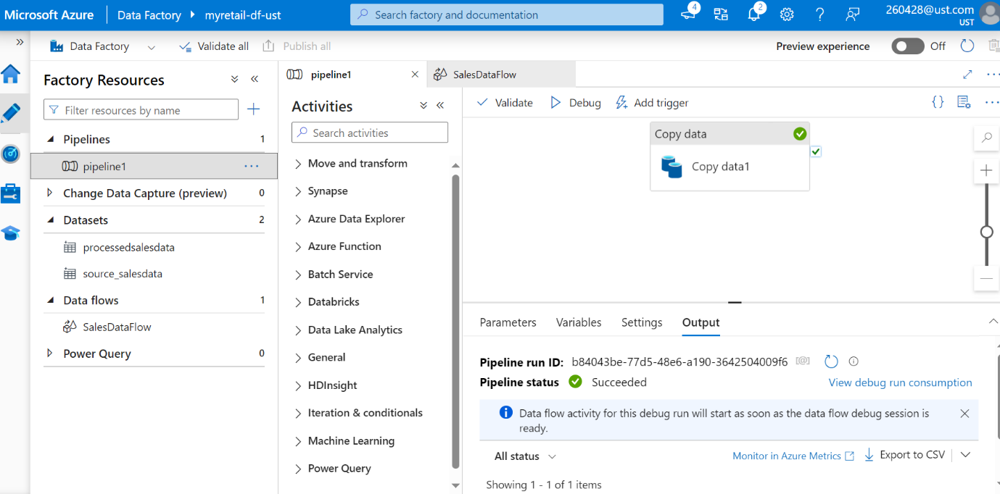 Microsoft Azure
Data Factory
myretail-df-ust
Search factory and documentation
4
2
260428@ust.com
UST
Data Factory
Validate all
Publish all
Preview experience
Off
Factory Resources
Filter resources by name
Pipelines 1
pipeline1
Change Data Capture (preview) 0
Datasets 2
processedsalesdata
source_salesdata
Data flows 1
SalesDataFlow
Power Query 0
pipeline1
SalesDataFlow
Activities
Search activities
Move and transform
Synapse
Azure Data Explorer
Azure Function
Batch Service
Databricks
Data Lake Analytics
General
HDInsight
Iteration & conditionals
Machine Learning
Power Query
Validate
Debug
Add trigger
Copy data
Copy data1
Parameters
Variables
Settings
Output
Pipeline run ID: b84043be-77d5-48e6-a190-3642504009f6
Pipeline status Succeeded
View debug run consumption
Data flow activity for this debug run will start as soon as the data flow debug session is
ready.
All status
Monitor in Azure Metrics
Export to CSV
Showing 1 - 1 of 1 items